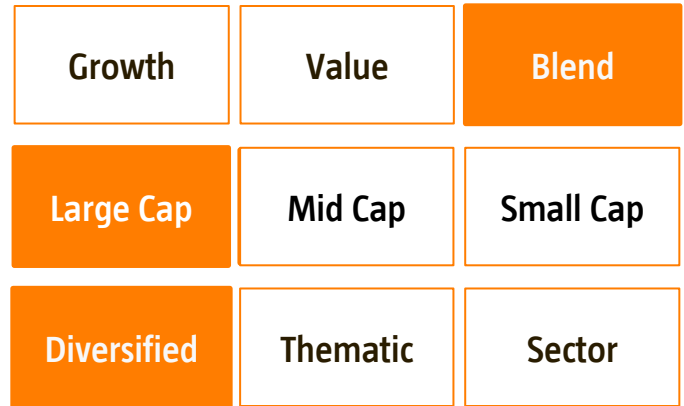 Growth Value Blend
Large Cap Mid Cap Small Cap
Diversified Thematic Sector